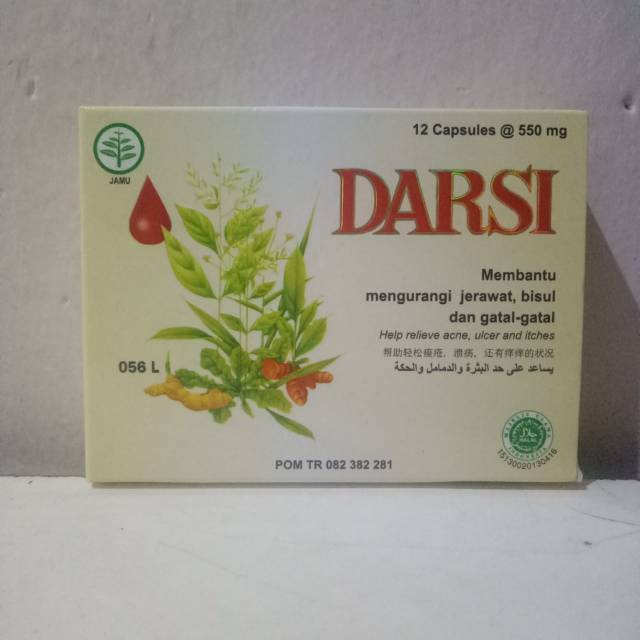 12 Capsules @ 550 mg
JAMU
DARSI
Membantu
mengurangi jerawat, bisul
dan gatal-gatal
Help relieve acne, ulcer and itches
帮助轻松痤疮，溃疡，还有痒痒的状况
يساعد على حد البثرة والدمامل والحكة
056 L
HALAL
15130020130416
POM TR 082 382 281